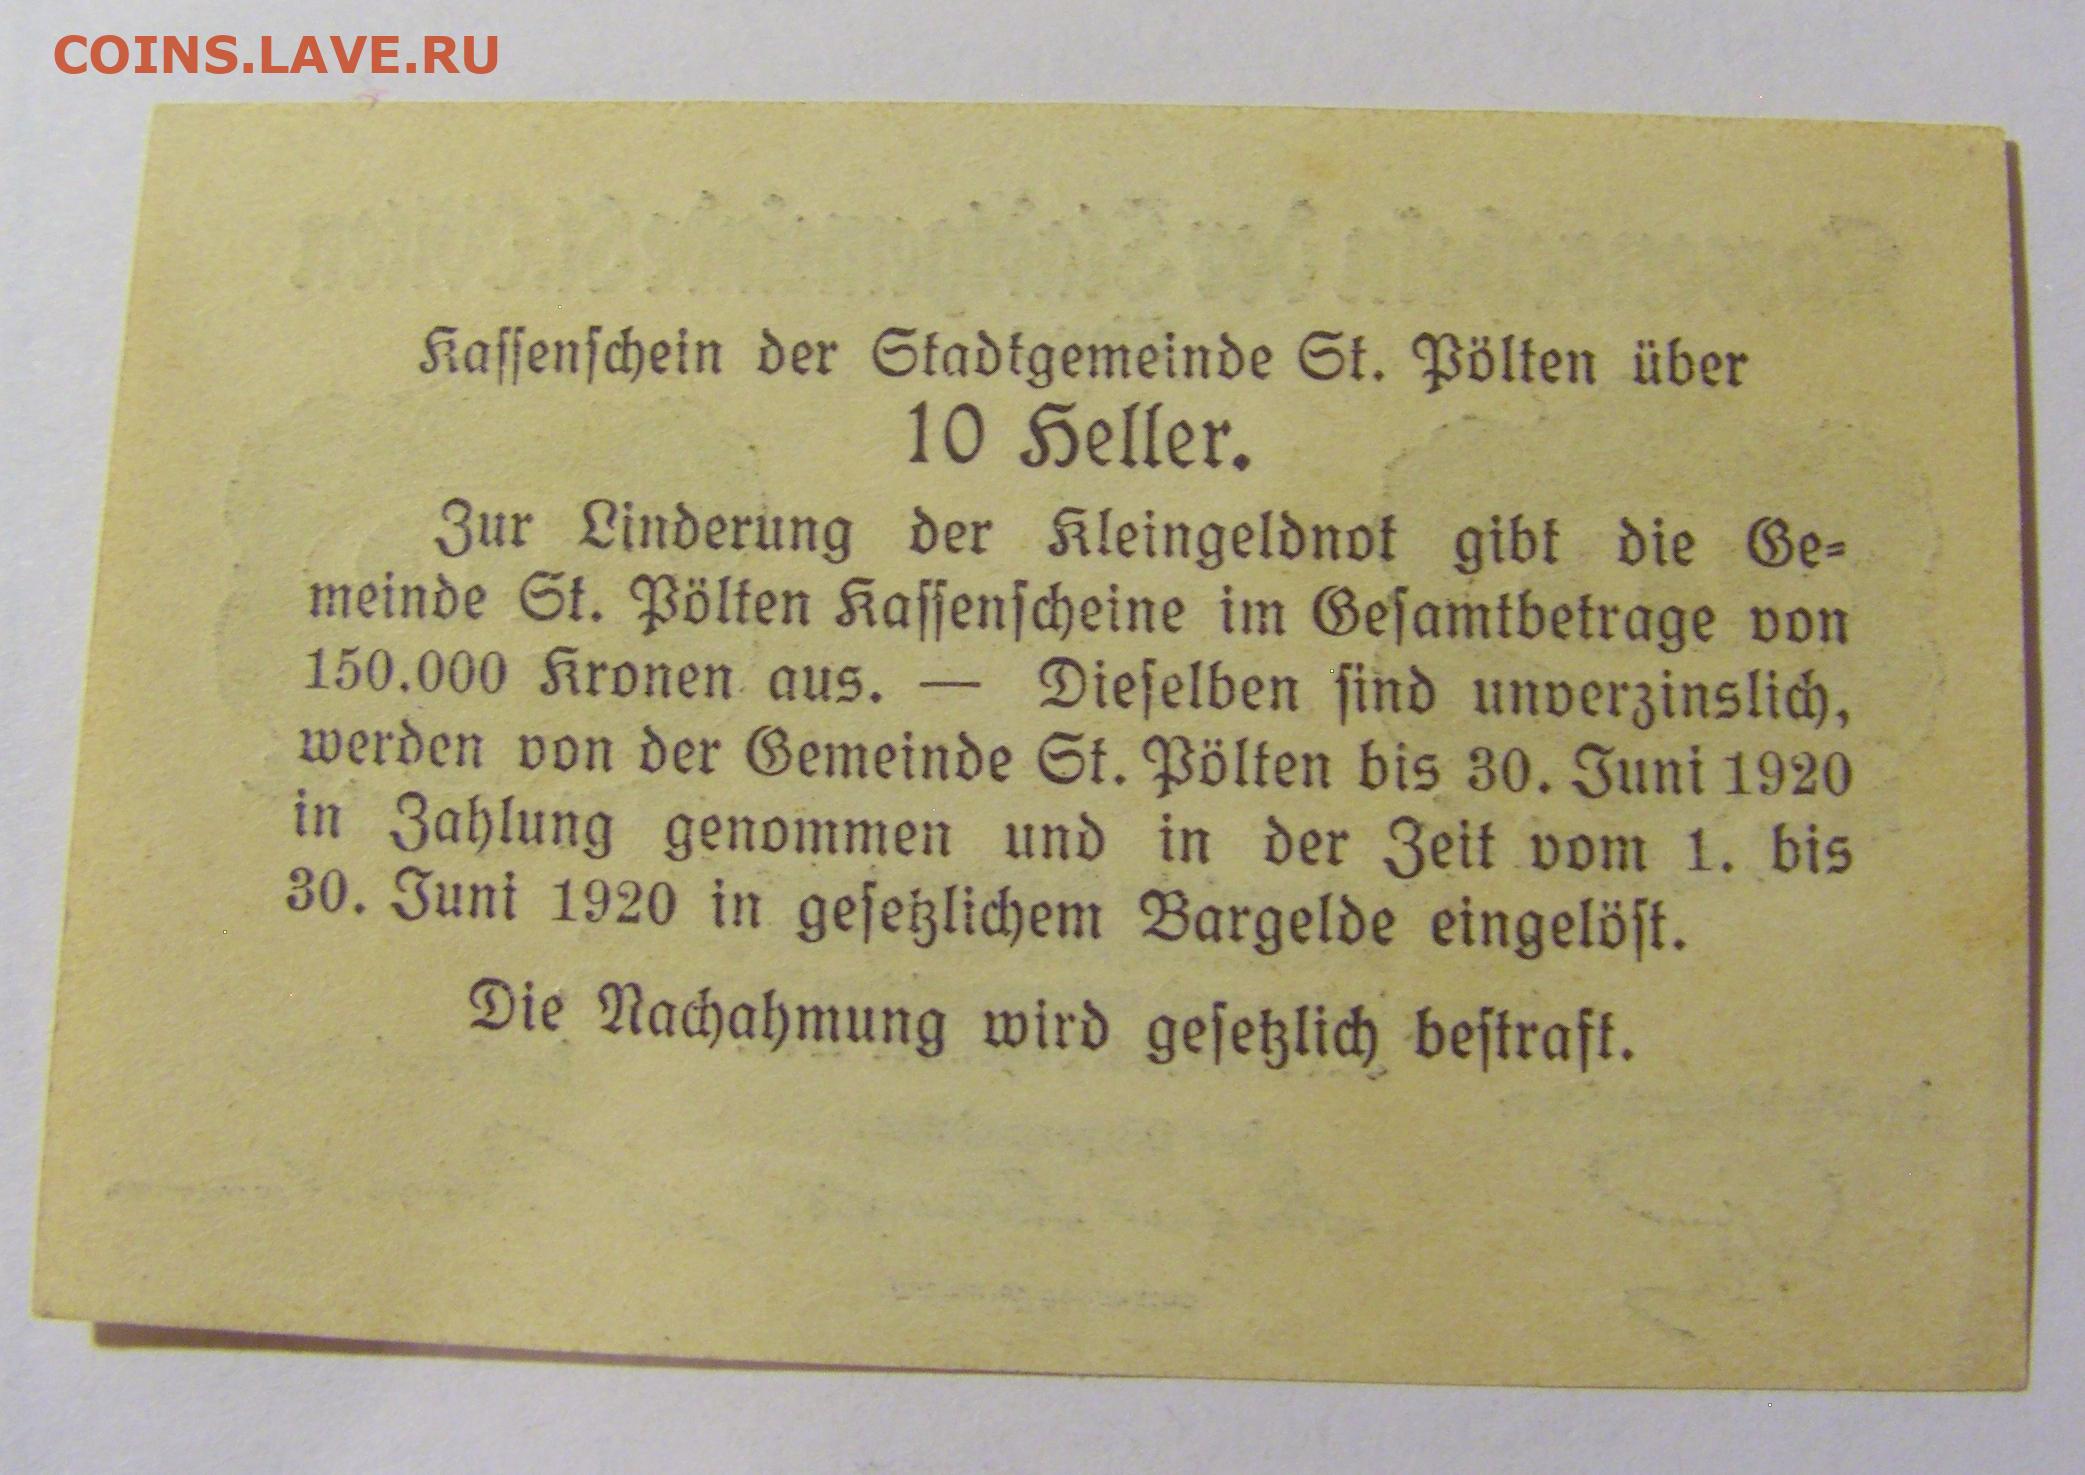 COINS.LAVE.RU
Kassenschein der Stadtgemeinde St. Pölten über
10 Heller.
Zur Linderung der Kleingeldnot gibt die Ge=
meinde St. Pölten Kassenscheine im Gesamtbetrage von
150.000 Kronen aus. — Dieselben sind unverzinslich,
werden von der Gemeinde St. Pölten bis 30. Juni 1920
in Zahlung genommen und in der Zeit vom 1. bis
30. Juni 1920 in gesetzlichem Bargelde eingelöst.
Die Nachahmung wird gesetzlich bestraft.